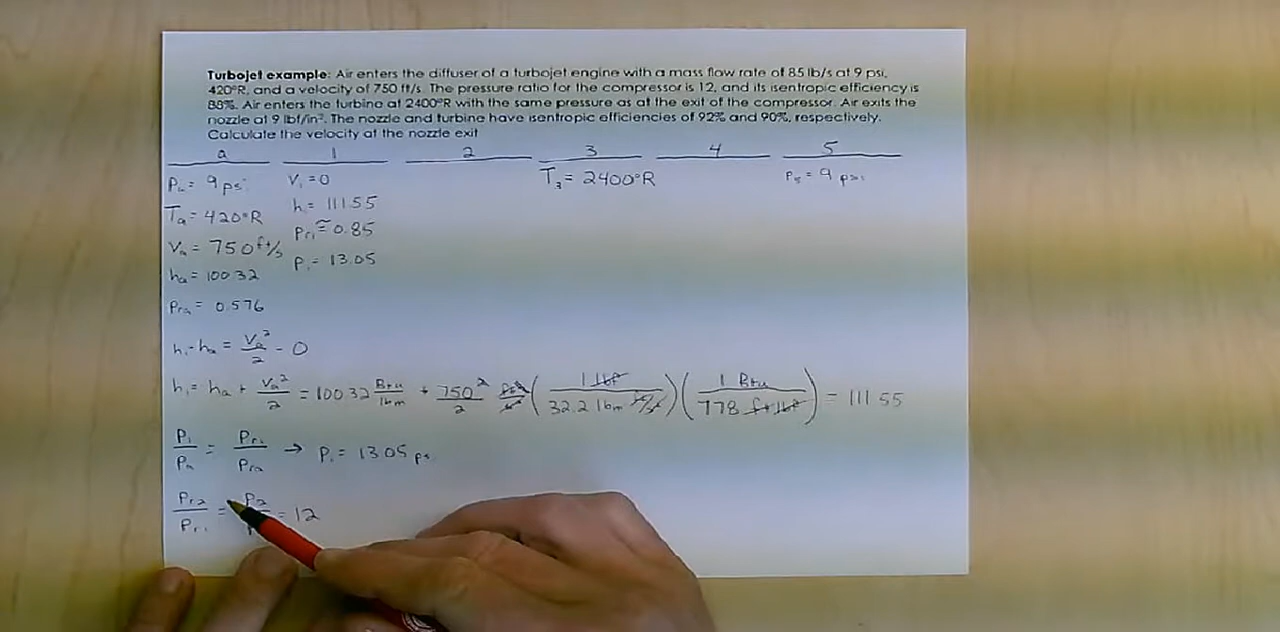 Turbojet example: Air enters the diffuser of a turbojet engine with a mass flow rate of 85 lb/s at 9 psi,
420°R, and a velocity of 750 ft/s. The pressure ratio for the compressor is 12, and its isentropic efficiency is
88%. Air enters the turbine at 2400°R with the same pressure as at the exit of the compressor. Air exits the
nozzle at 9 lbf/in². The nozzle and turbine have isentropic efficiencies of 92% and 90%, respectively.
Calculate the velocity at the nozzle exit
a 1 2 3 4 5
Pa = 9 psi V1 = 0 T3 = 2400°R P5 = 9 psi
Ta = 420°R h1 = 111.55
Va = 750 ft/s Pr1 ≅ 0.85
ha = 100.32 P1 = 13.05
Pra = 0.576
h1 - ha = Va²/2 - 0
h1 = ha + Va²/2 = 100.32 Btu/lbm + 750²/2 ft²/s² (1 lbf / 32.2 lbm ft/s²) (1 Btu / 778 ft lbf) = 111.55
P1/Pa = Pr1/Pra → P1 = 13.05 psi
Pr2/Pr1 = P2 = 12